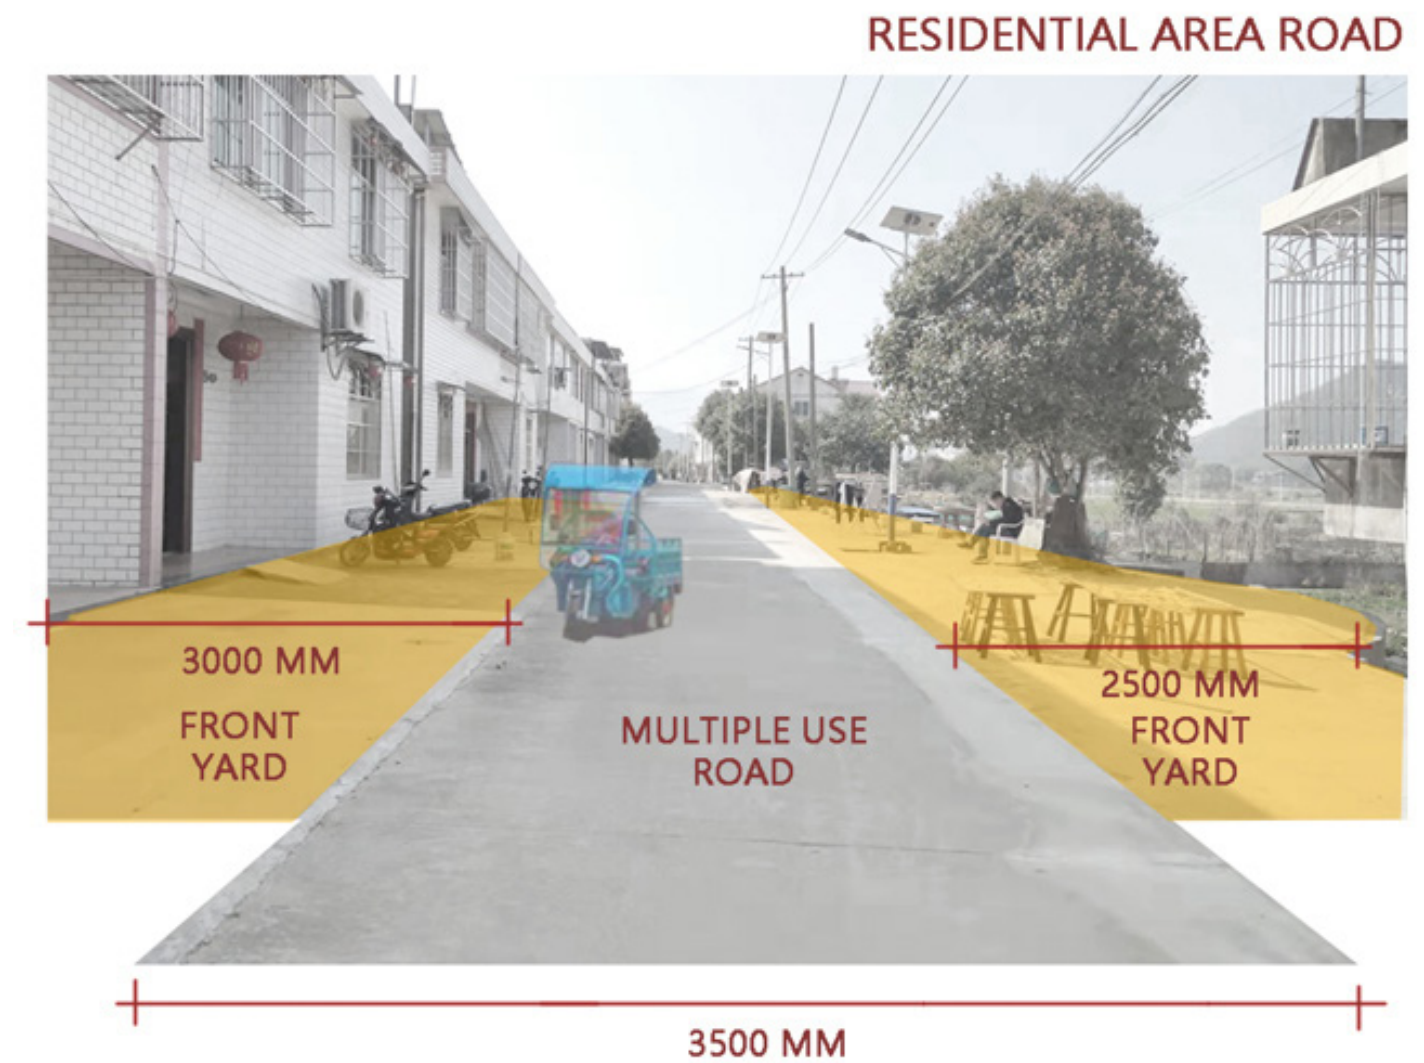 RESIDENTIAL AREA ROAD
3000 MM
FRONT
YARD
MULTIPLE USE
ROAD
2500 MM
FRONT
YARD
3500 MM